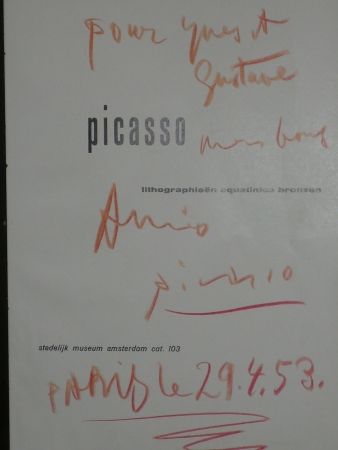 pour yves et
Gustave
picasso mes bons
lithographieën aquatinica bronzen
Amis
picasso
stedelijk museum amsterdam cat. 103
PARIS le 29.4.53.